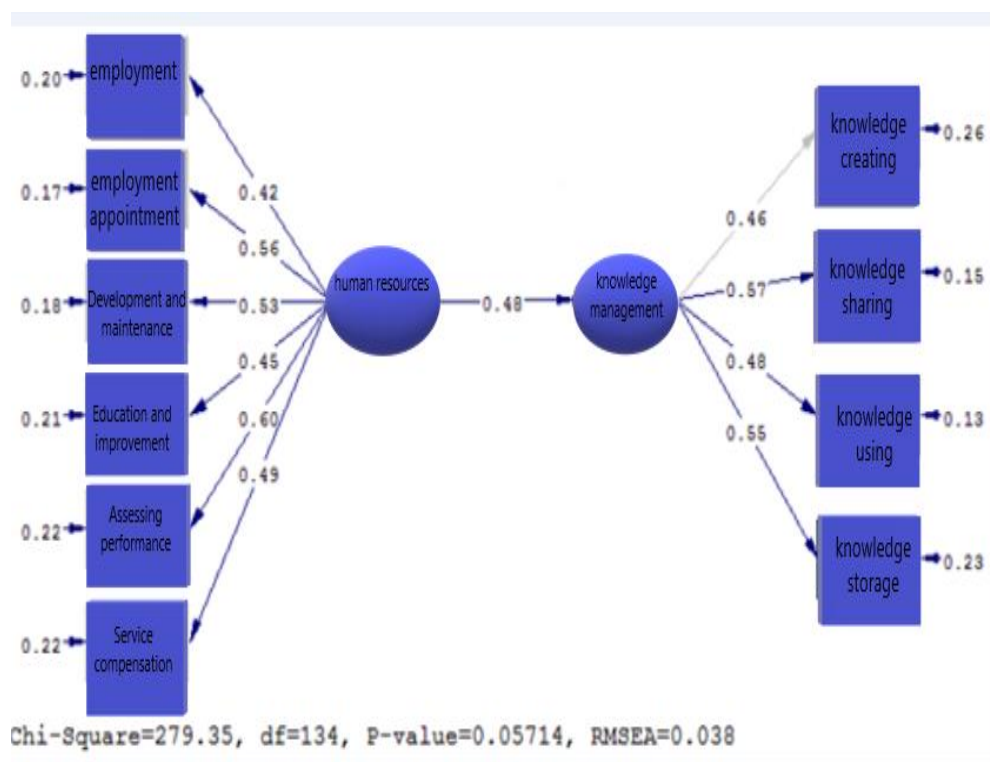 employment
0.20
employment
appointment
0.17
Development and
maintenance
0.18
Education and
improvement
0.21
Assessing
performance
0.22
Service
compensation
0.22
0.42
0.56
0.53
0.45
0.60
0.49
human resources
0.48
knowledge
management
0.46
0.57
0.48
0.55
knowledge
creating
0.26
knowledge
sharing
0.15
knowledge
using
0.13
knowledge
storage
0.23
Chi-Square=279.35, df=134, P-value=0.05714, RMSEA=0.038